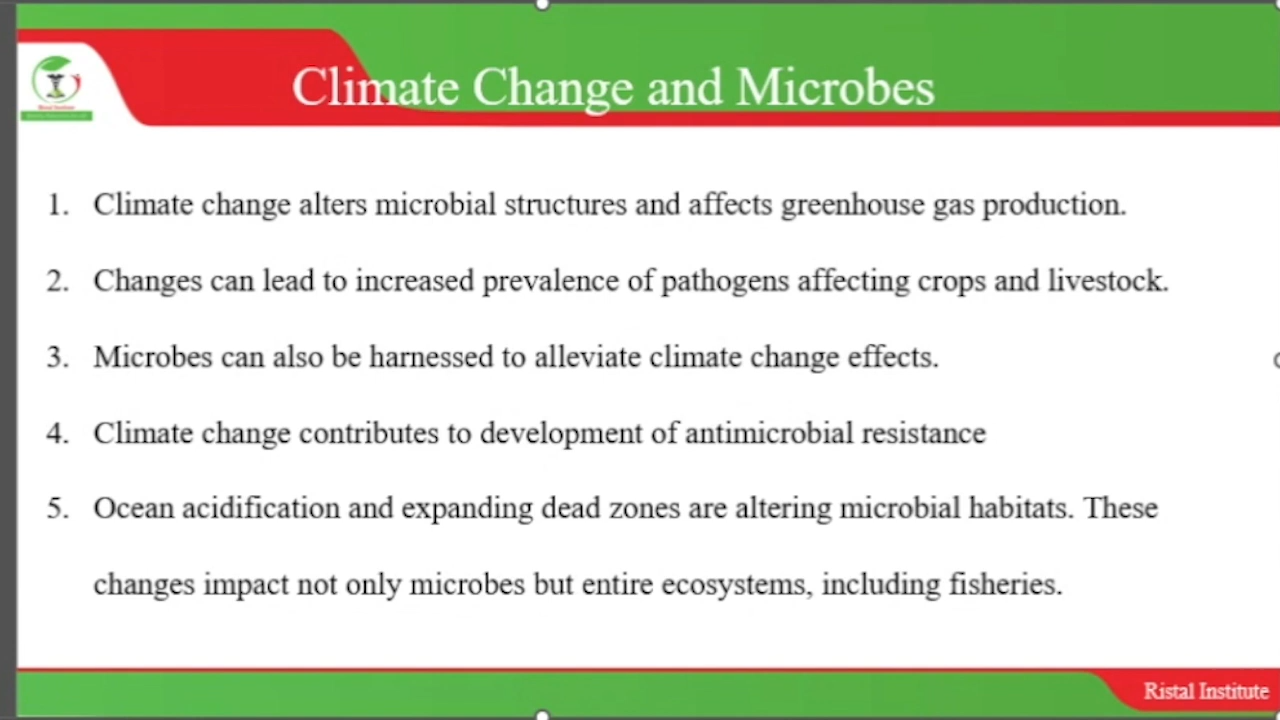 Climate Change and Microbes
Ristal Institute
1. Climate change alters microbial structures and affects greenhouse gas production.
2. Changes can lead to increased prevalence of pathogens affecting crops and livestock.
3. Microbes can also be harnessed to alleviate climate change effects.
4. Climate change contributes to development of antimicrobial resistance
5. Ocean acidification and expanding dead zones are altering microbial habitats. These
changes impact not only microbes but entire ecosystems, including fisheries.
Ristal Institute